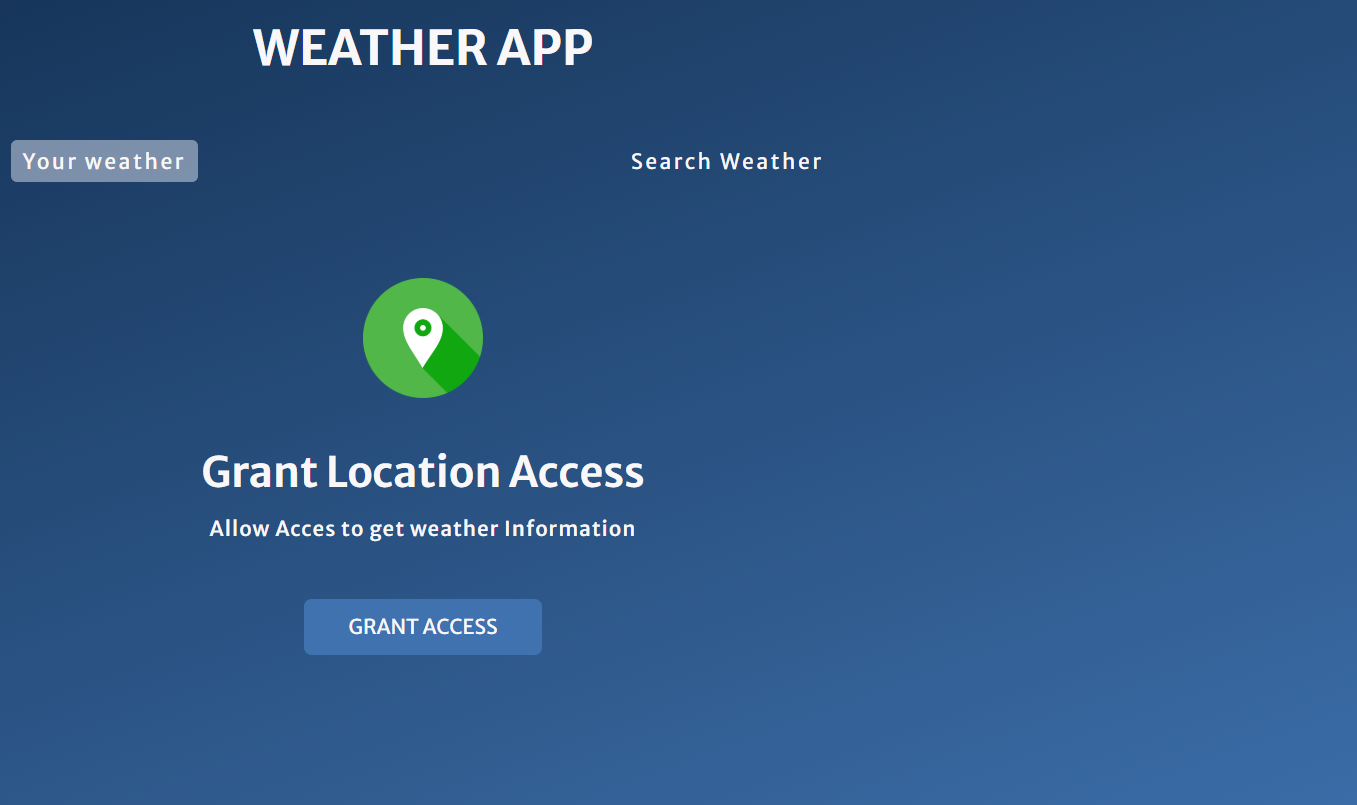 WEATHER APP
Your weather
Search Weather
Grant Location Access
Allow Acces to get weather Information
GRANT ACCESS